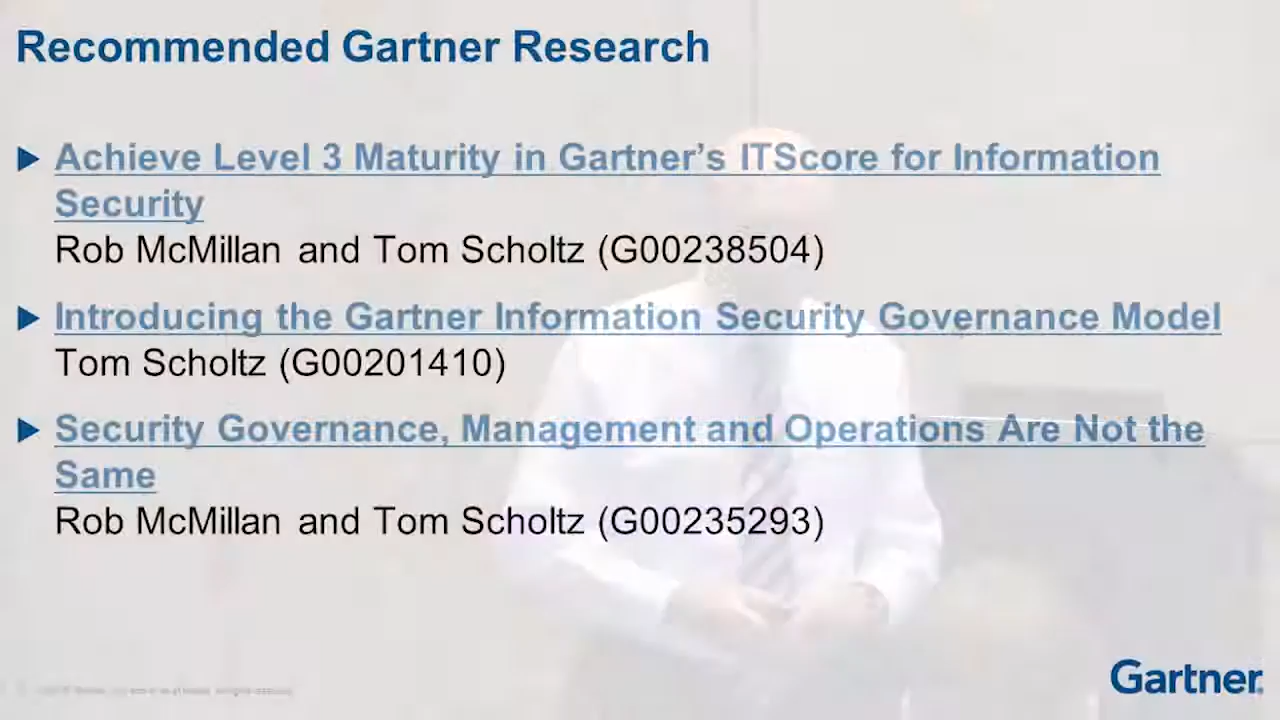 Recommended Gartner Research
Achieve Level 3 Maturity in Gartner's ITScore for Information
Security
Rob McMillan and Tom Scholtz (G00238504)
Introducing the Gartner Information Security Governance Model
Tom Scholtz (G00201410)
Security Governance, Management and Operations Are Not the
Same
Rob McMillan and Tom Scholtz (G00235293)
Gartner